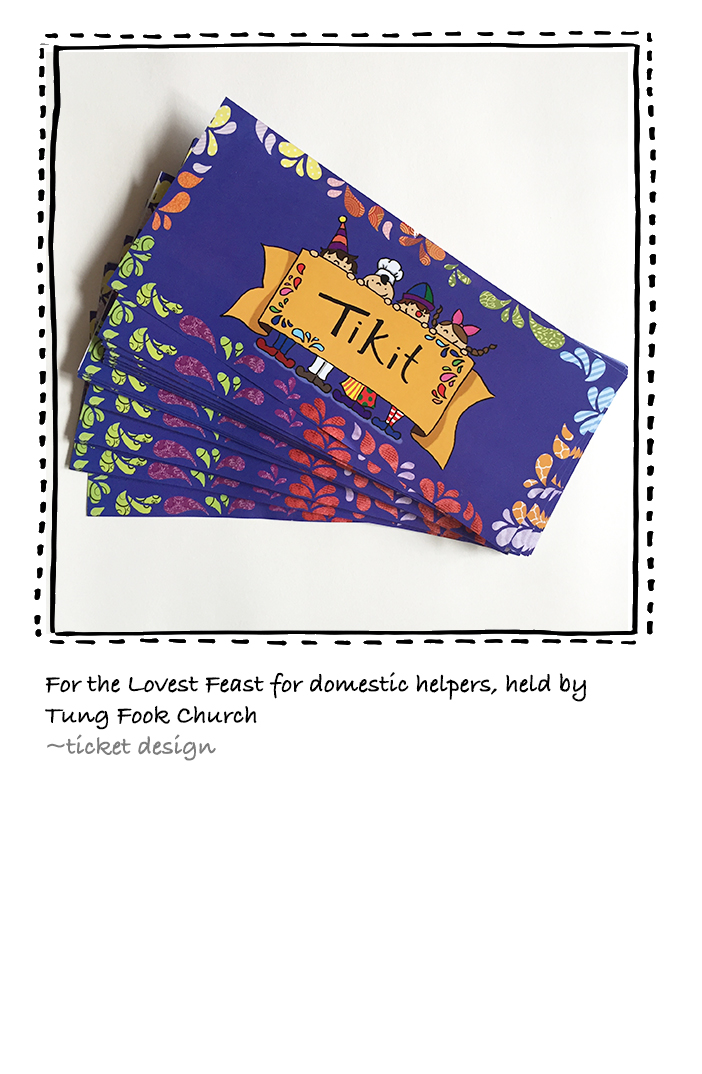 Tikit
For the Lovest Feast for domestic helpers, held by
Tung Fook Church
~ticket design